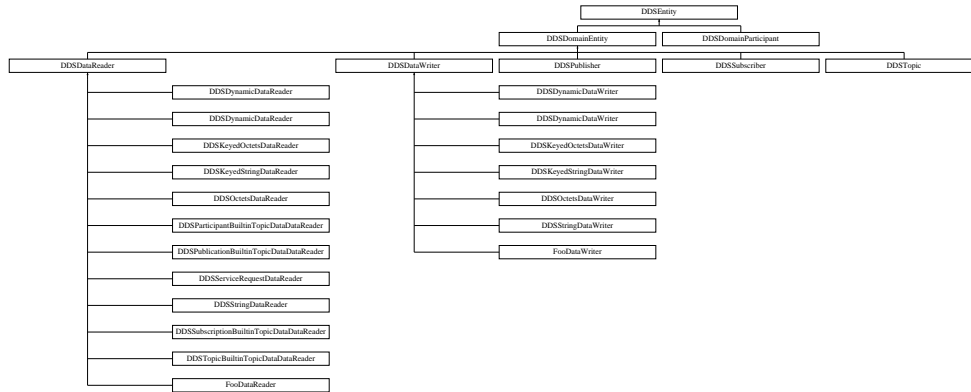 DDSEntity
DDSDomainEntity DDSDomainParticipant
DDSDataReader DDSDataWriter DDSPublisher DDSSubscriber DDSTopic
DDSDynamicDataReader DDSDynamicDataWriter
DDSDynamicDataReader DDSDynamicDataWriter
DDSKeyedOctetsDataReader DDSKeyedOctetsDataWriter
DDSKeyedStringDataReader DDSKeyedStringDataWriter
DDSOctetsDataReader DDSOctetsDataWriter
DDSParticipantBuiltinTopicDataDataReader DDSStringDataWriter
DDSPublicationBuiltinTopicDataDataReader FooDataWriter
DDSServiceRequestDataReader
DDSStringDataReader
DDSSubscriptionBuiltinTopicDataDataReader
DDSTopicBuiltinTopicDataDataReader
FooDataReader